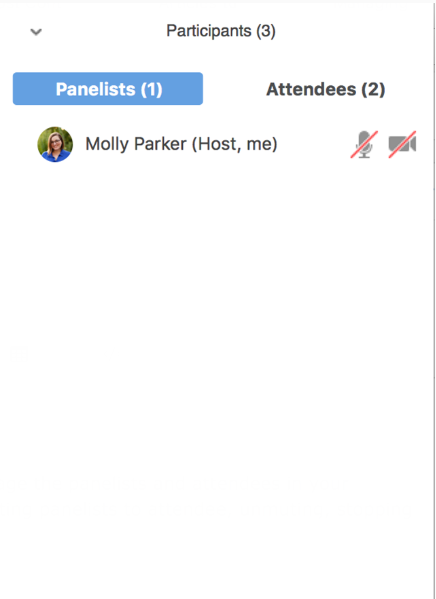 Participants (3)
Panelists (1) Attendees (2)
Molly Parker (Host, me)